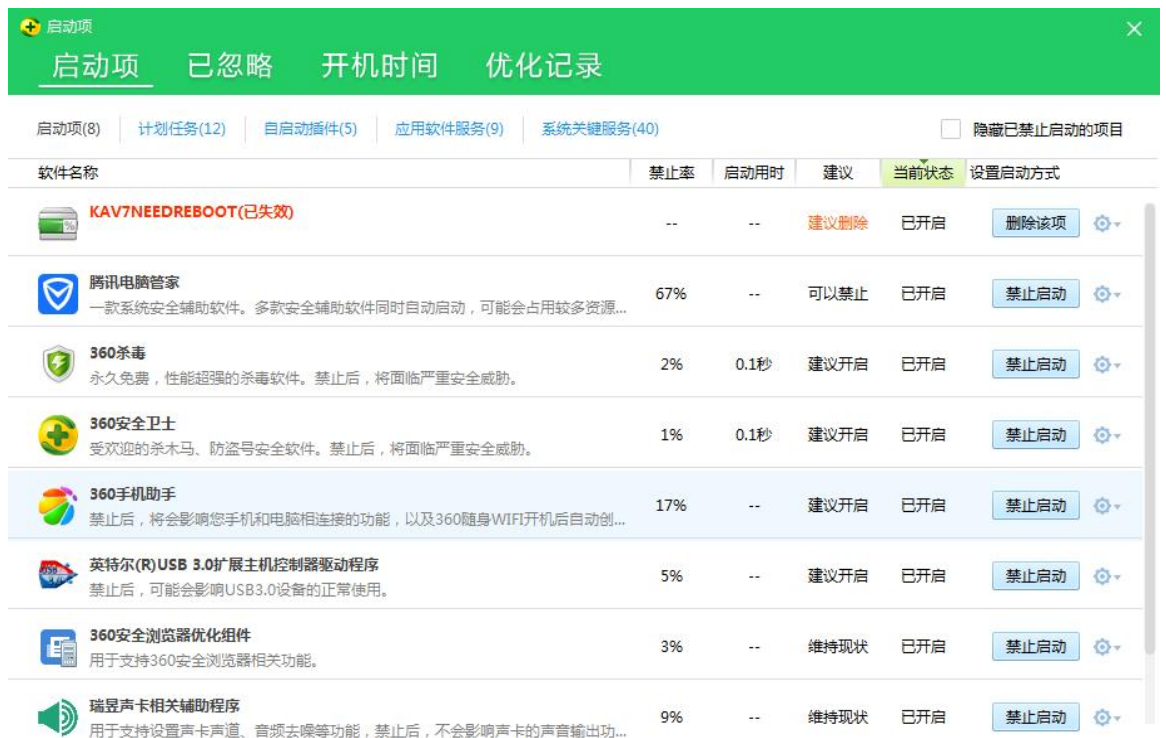 启动项
启动项 已忽略 开机时间 优化记录
启动项(8) 计划任务(12) 自启动插件(5) 应用软件服务(9) 系统关键服务(40) 隐藏已禁止启动的项目
软件名称 禁止率 启动用时 建议 当前状态 设置启动方式
KAV7NEEDREBOOT(已失效)
-- -- 建议删除 已开启 删除该项
腾讯电脑管家
一款系统安全辅助软件。多款安全辅助软件同时自动启动，可能会占用较多资源... 67% -- 可以禁止 已开启 禁止启动
360杀毒
永久免费，性能超强的杀毒软件。禁止后，将面临严重安全威胁。 2% 0.1秒 建议开启 已开启 禁止启动
360安全卫士
受欢迎的杀木马、防盗号安全软件。禁止后，将面临严重安全威胁。 1% 0.1秒 建议开启 已开启 禁止启动
360手机助手
禁止后，将会影响您手机和电脑相连接的功能，以及360随身WIFI开机后自动创... 17% -- 建议开启 已开启 禁止启动
英特尔(R)USB 3.0扩展主机控制器驱动程序
禁止后，可能会影响USB3.0设备的正常使用。 5% -- 建议开启 已开启 禁止启动
360安全浏览器优化组件
用于支持360安全浏览器相关功能。 3% -- 维持现状 已开启 禁止启动
瑞昱声卡相关辅助程序
用于支持设置声卡声道、音频去噪等功能，禁止后，不会影响声卡的声音输出功... 9% -- 维持现状 已开启 禁止启动